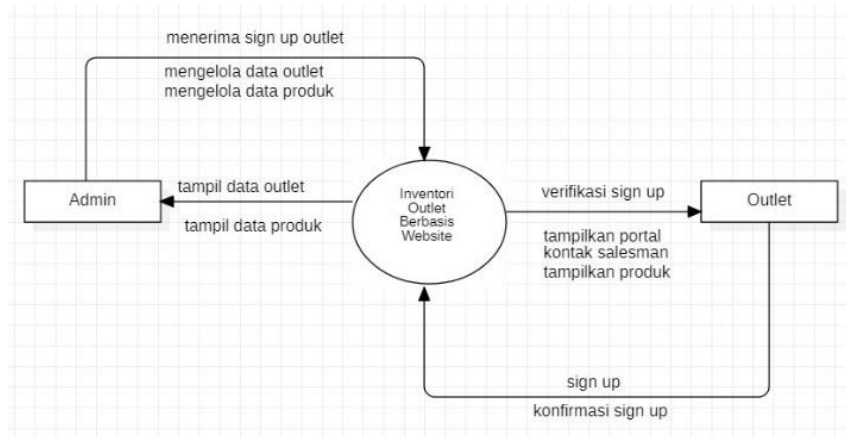 menerima sign up outlet
mengelola data outlet
mengelola data produk
Admin
tampil data outlet
tampil data produk
Inventori
Outlet
Berbasis
Website
verifikasi sign up
tampilkan portal
kontak salesman
tampilkan produk
Outlet
sign up
konfirmasi sign up